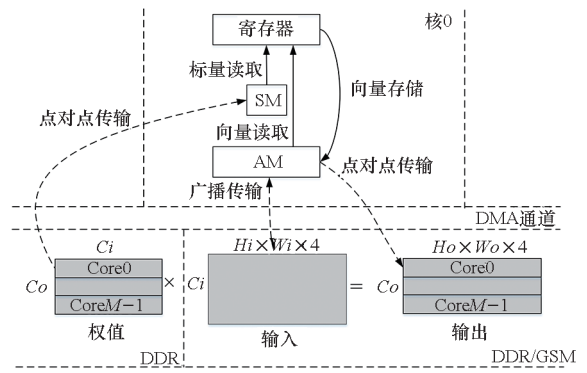 寄存器
核0
标量读取
SM
向量存储
点对点传输
向量读取
AM
点对点传输
广播传输
DMA通道
Ci
Hi×Wi×4
Ho×Wo×4
Co
Core0
CoreM−1
×
Ci
=
Co
Core0
CoreM−1
权值
输入
输出
DDR
DDR/GSM